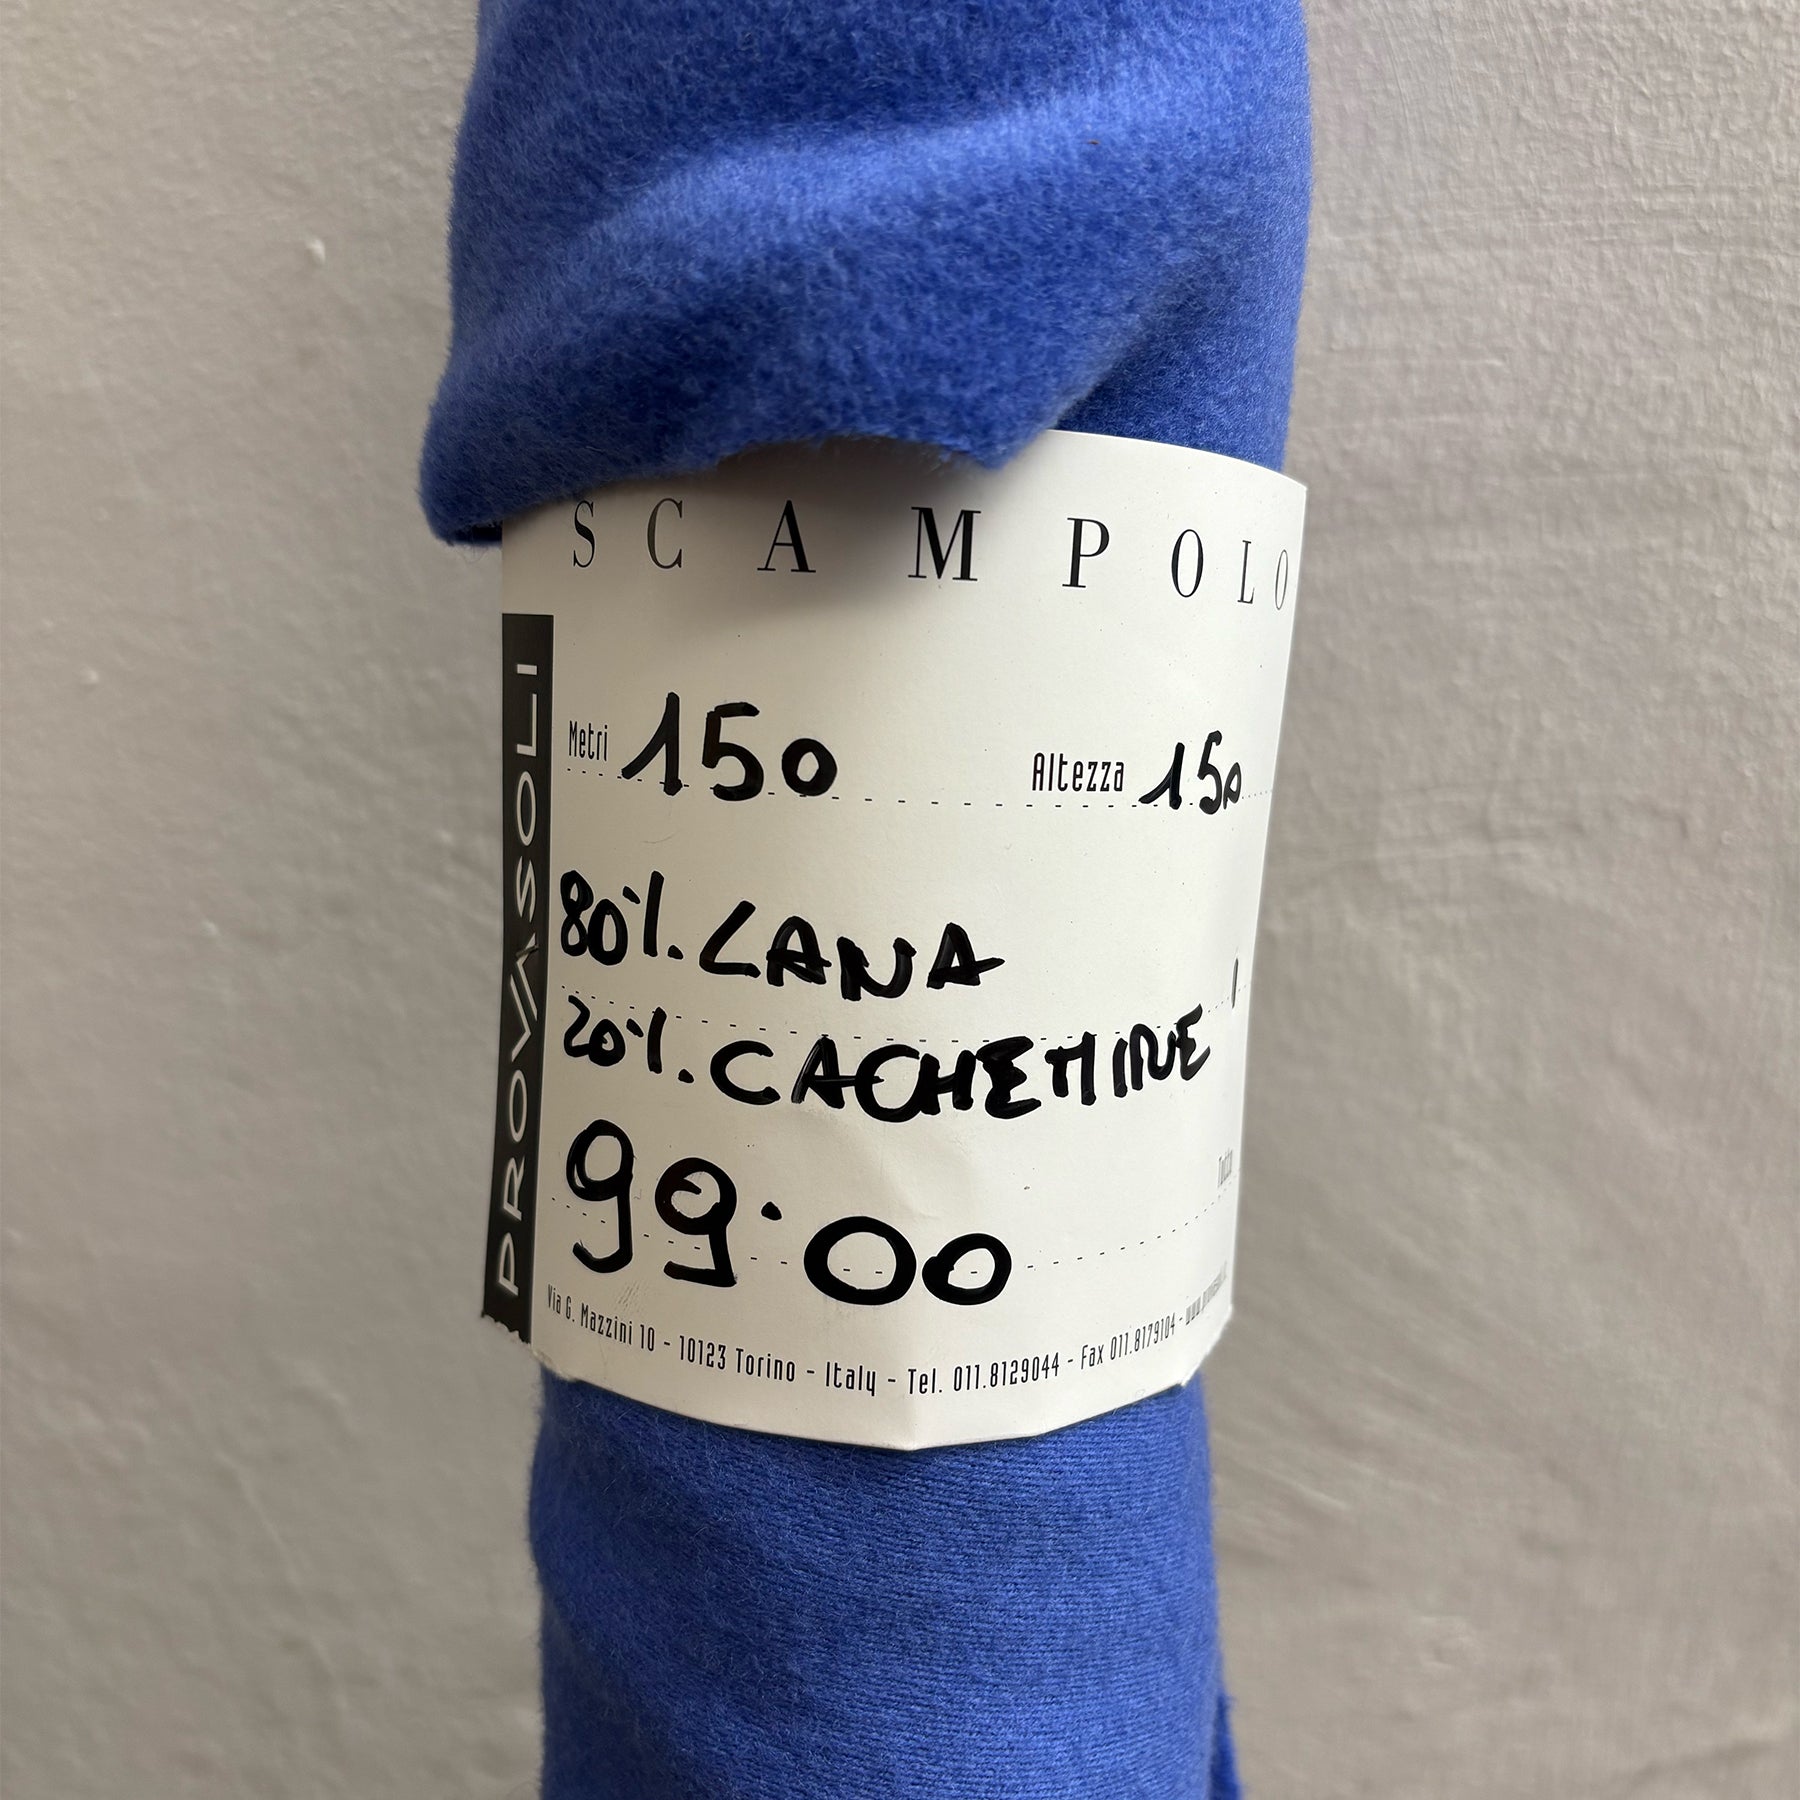 SCAMPOLO
PROVASOLI
Metri 150 Altezza 150
80% LANA
20% CACHEMIRE
99.00
Via G. Mazzini 10 - 10123 Torino - Italy - Tel. 011.8129044 - Fax 011.8179104 -